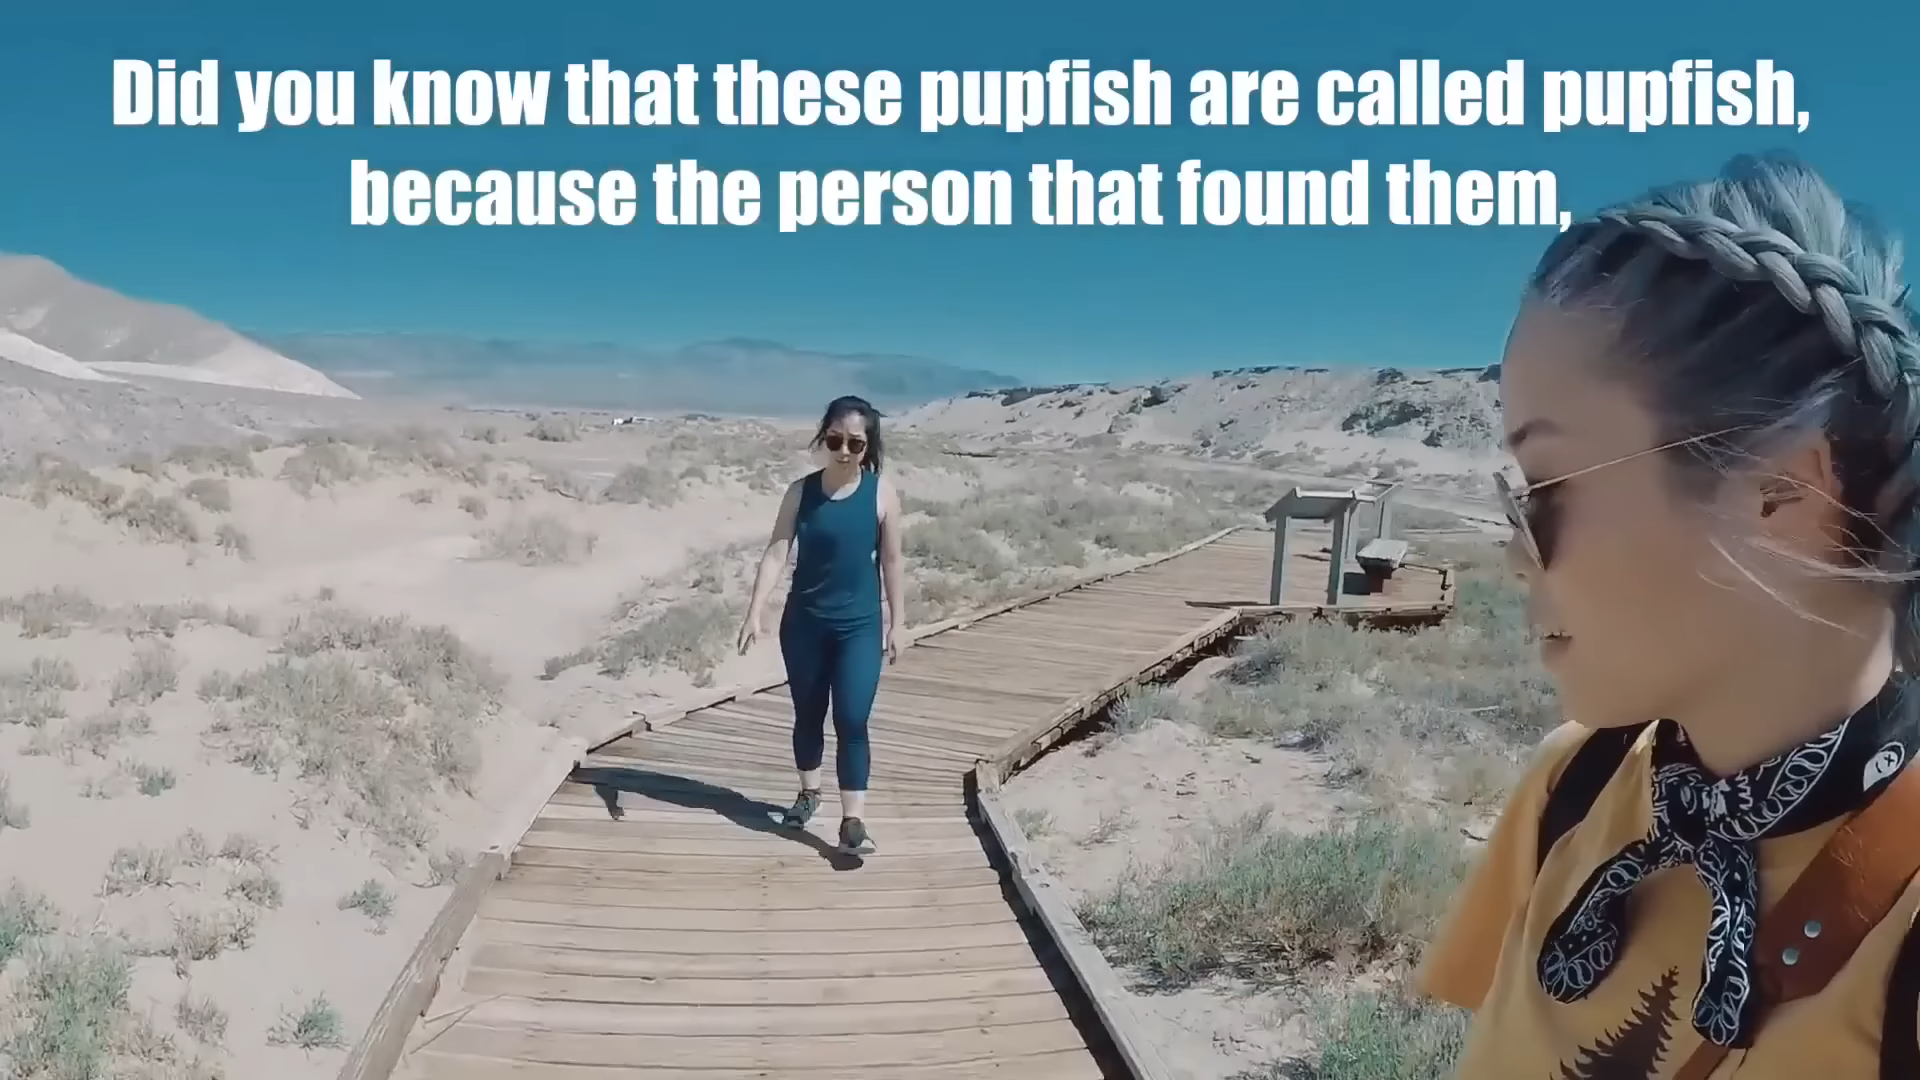 Did you know that these pupfish are called pupfish,
because the person that found them,